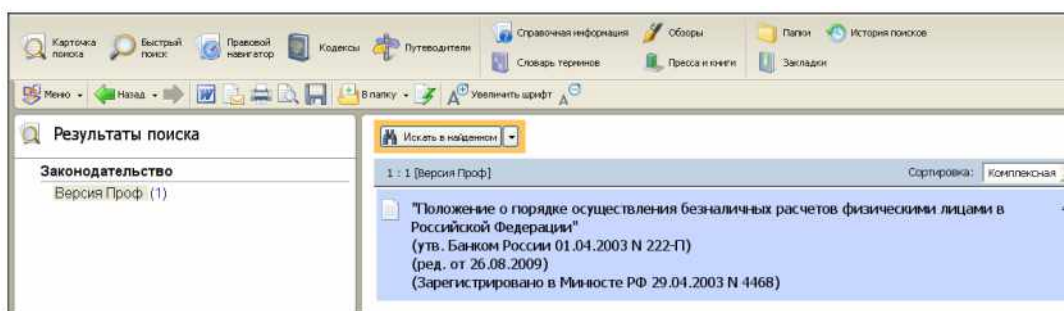 Карточка поиска
Быстрый поиск
Правовой навигатор
Кодексы
Путеводители
Справочная информация
Словарь терминов
Обзоры
Пресса и книги
Папки
Закладки
История поисков
Меню
Назад
В папку
Увеличить шрифт
Результаты поиска
Законодательство
Версия Проф (1)
Искать в найденном
1 : 1 [Версия Проф]
Сортировка: Комплексная
"Положение о порядке осуществления безналичных расчетов физическими лицами в
Российской Федерации"
(утв. Банком России 01.04.2003 N 222-П)
(ред. от 26.08.2009)
(Зарегистрировано в Минюсте РФ 29.04.2003 N 4468)